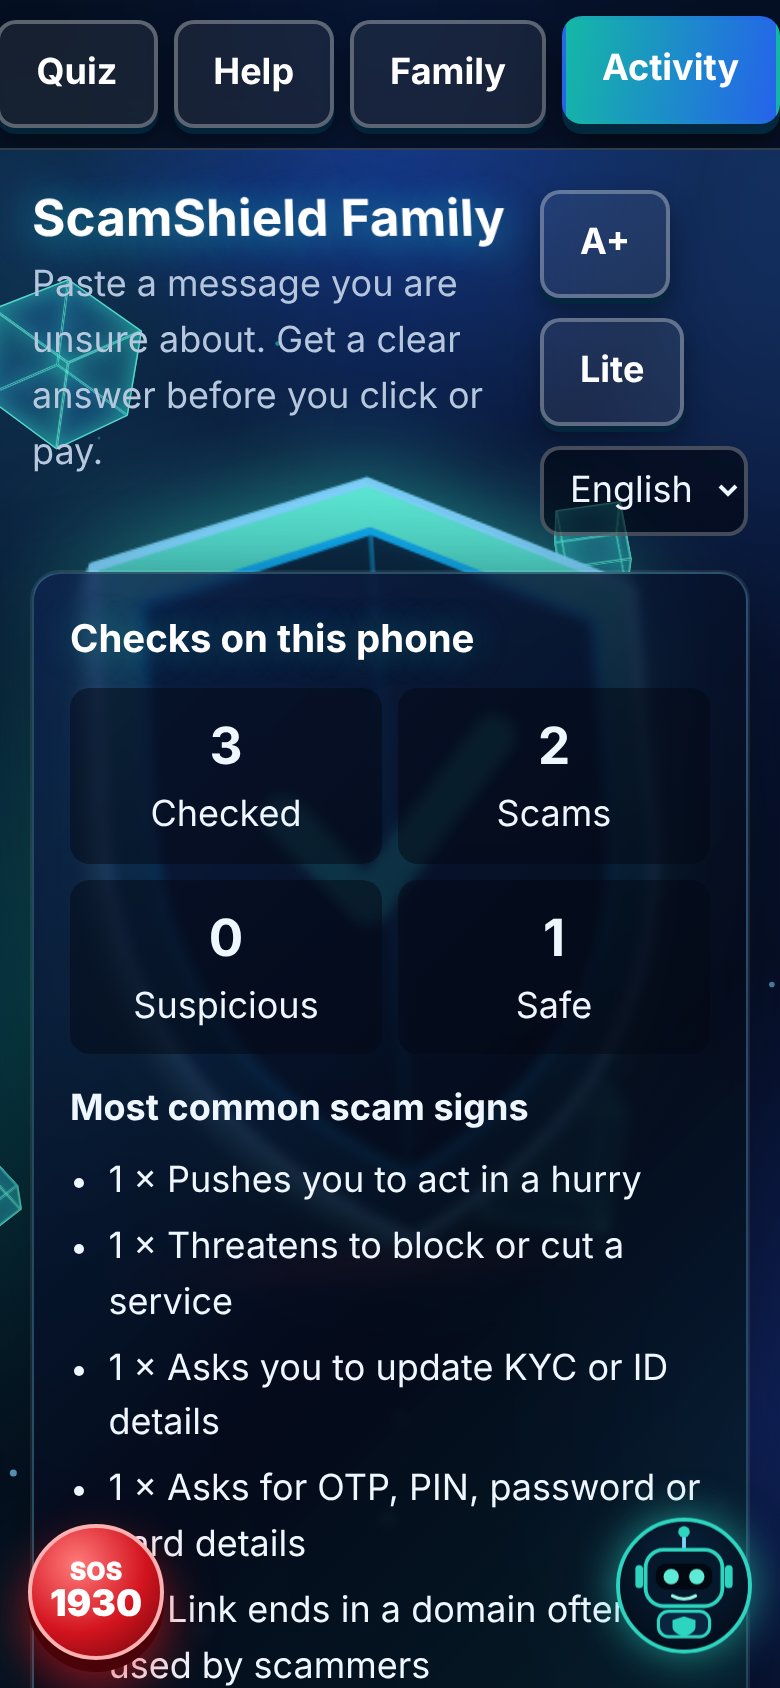 Quiz
Help
Family
Activity
ScamShield Family
Paste a message you are
unsure about. Get a clear
answer before you click or
pay.
A+
Lite
English
Checks on this phone
3
Checked
2
Scams
0
Suspicious
1
Safe
Most common scam signs
• 1 × Pushes you to act in a hurry
• 1 × Threatens to block or cut a
service
• 1 × Asks you to update KYC or ID
details
• 1 × Asks for OTP, PIN, password or
details
Link ends in a domain
used by scammers
SOS
1930